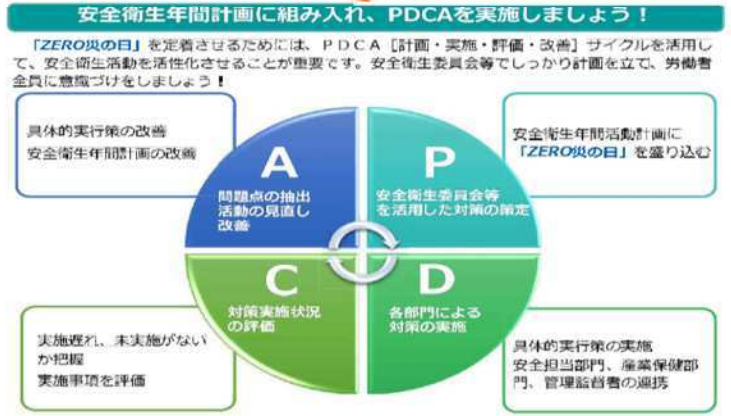 安全衛生年間計画に組み入れ、PDCAを実施しましょう！
「ZERO災の日」を定着させるためには、ＰＤＣＡ［計画・実施・評価・改善］サイクルを活用し
て、安全衛生活動を活性化させることが重要です。安全衛生委員会等でしっかり計画を立て、労働者
全員に意識づけをしましょう！
具体的実行策の改善
安全衛生年間計画の改善
A
問題点の抽出
活動の見直し
改善
P
安全衛生委員会等
を活用した対策の策定
安全衛生年間活動計画に
「ZERO災の日」を盛り込む
C
対策実施状況
の評価
D
各部門による
対策の実施
実施遅れ、未実施がない
か把握
実施事項を評価
具体的実行策の実施
安全担当部門、産業保健部
門、管理監督者の連携